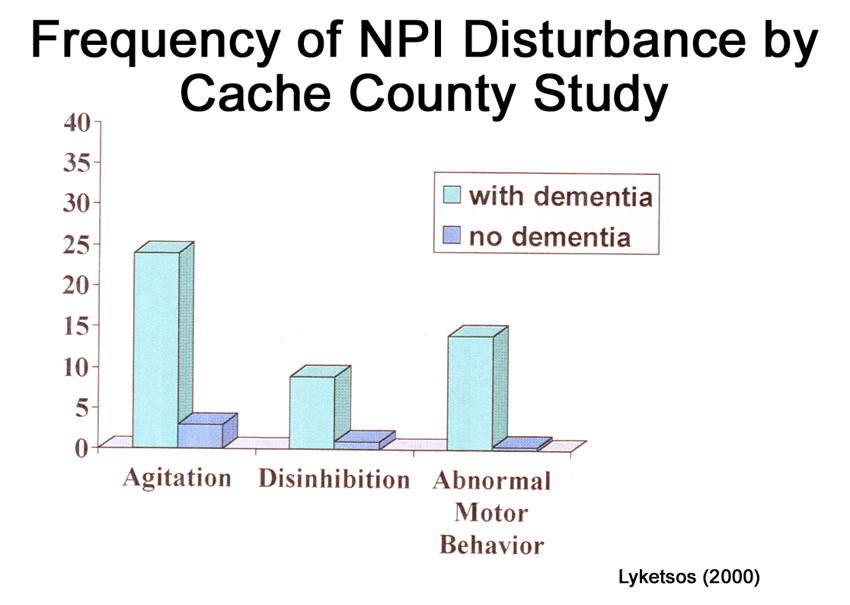 Frequency of NPI Disturbance by
Cache County Study
40
35
30
25
20
15
10
5
0
with dementia
no dementia
Agitation
Disinhibition
Abnormal
Motor
Behavior
Lyketsos (2000)